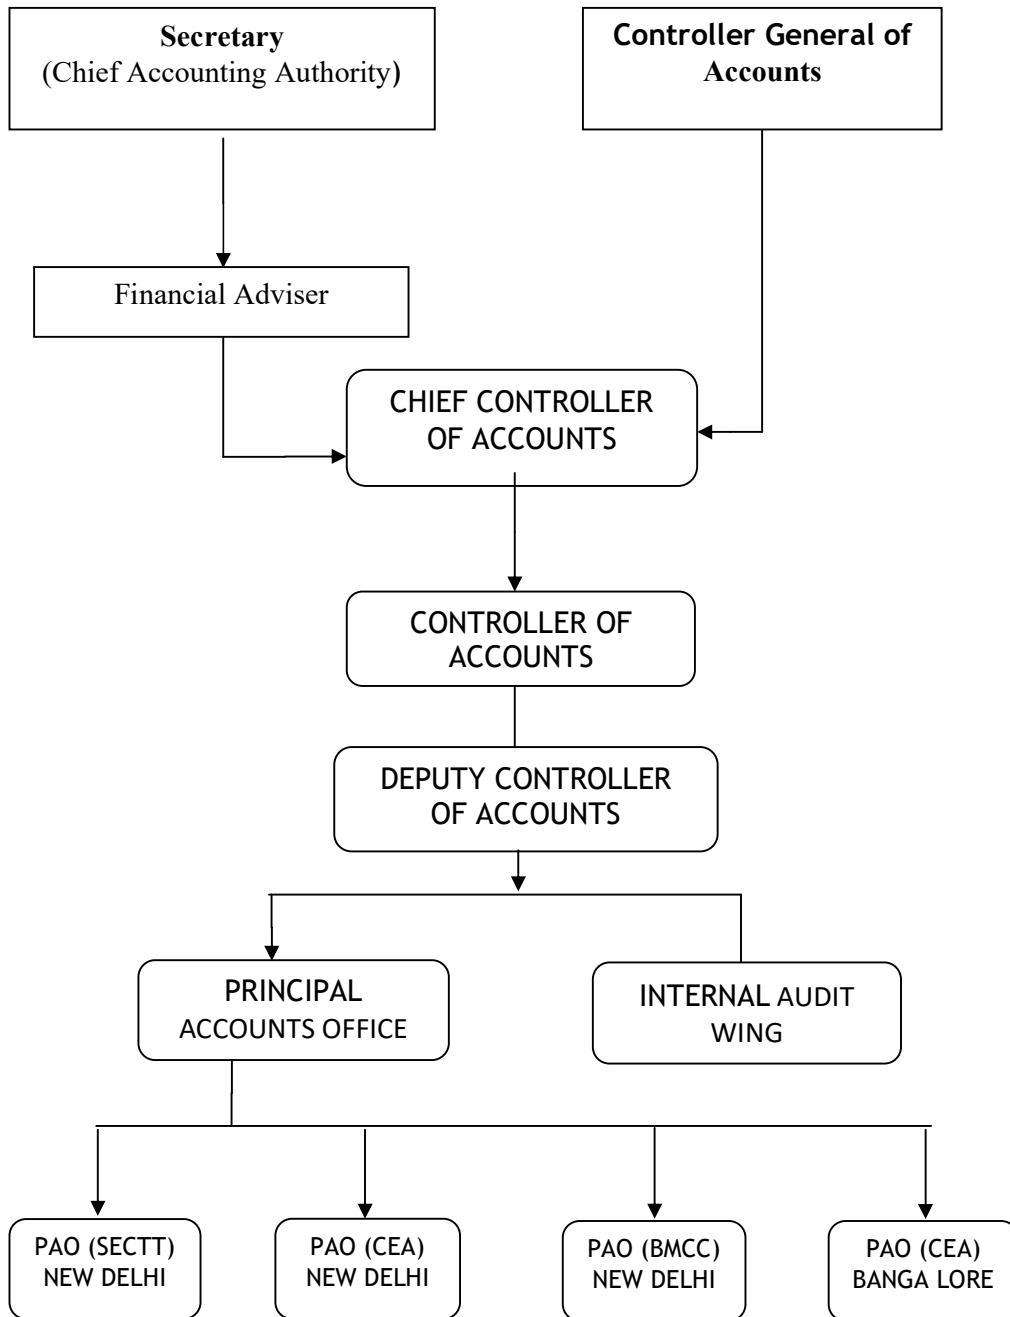 Secretary
(Chief Accounting Authority)
Controller General of
Accounts
Financial Adviser
CHIEF CONTROLLER
OF ACCOUNTS
CONTROLLER OF
ACCOUNTS
DEPUTY CONTROLLER
OF ACCOUNTS
PRINCIPAL
ACCOUNTS OFFICE
INTERNAL AUDIT
WING
PAO (SECTT)
NEW DELHI
PAO (CEA)
NEW DELHI
PAO (BMCC)
NEW DELHI
PAO (CEA)
BANGA LORE